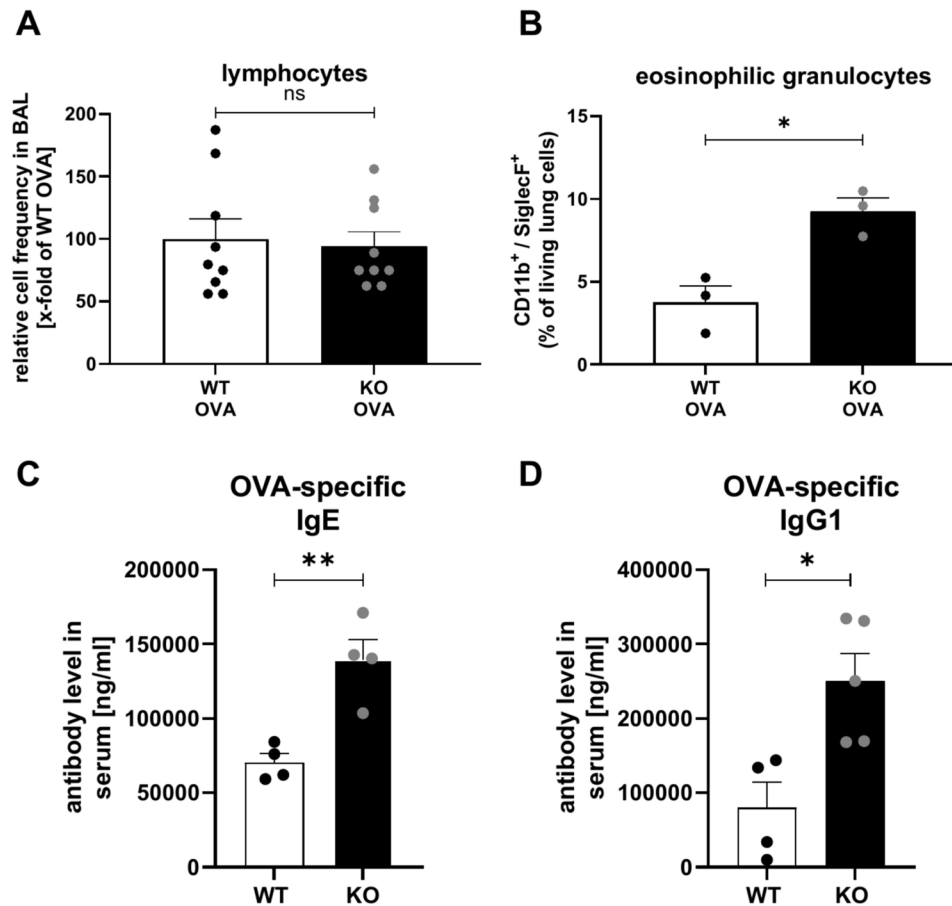 A
lymphocytes
ns
relative cell frequency in BAL
[x-fold of WT OVA]
200
150
100
50
0
WT
OVA
KO
OVA
B
eosinophilic granulocytes
*
CD11b+ / SiglecF+
(% of living lung cells)
15
10
5
0
WT
OVA
KO
OVA
C
OVA-specific
IgE
**
antibody level in
serum [ng/ml]
200000
150000
100000
50000
0
WT
KO
D
OVA-specific
IgG1
*
antibody level in
serum [ng/ml]
400000
300000
200000
100000
0
WT
KO